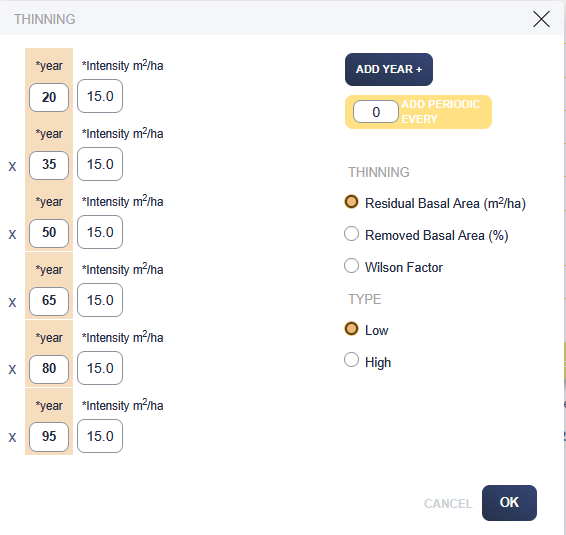 THINNING
*year *Intensity m²/ha
20 15.0
*year *Intensity m²/ha
x 35 15.0
*year *Intensity m²/ha
x 50 15.0
*year *Intensity m²/ha
x 65 15.0
*year *Intensity m²/ha
x 80 15.0
*year *Intensity m²/ha
x 95 15.0
ADD YEAR +
0 ADD PERIODIC
EVERY
THINNING
Residual Basal Area (m²/ha)
Removed Basal Area (%)
Wilson Factor
TYPE
Low
High
CANCEL OK